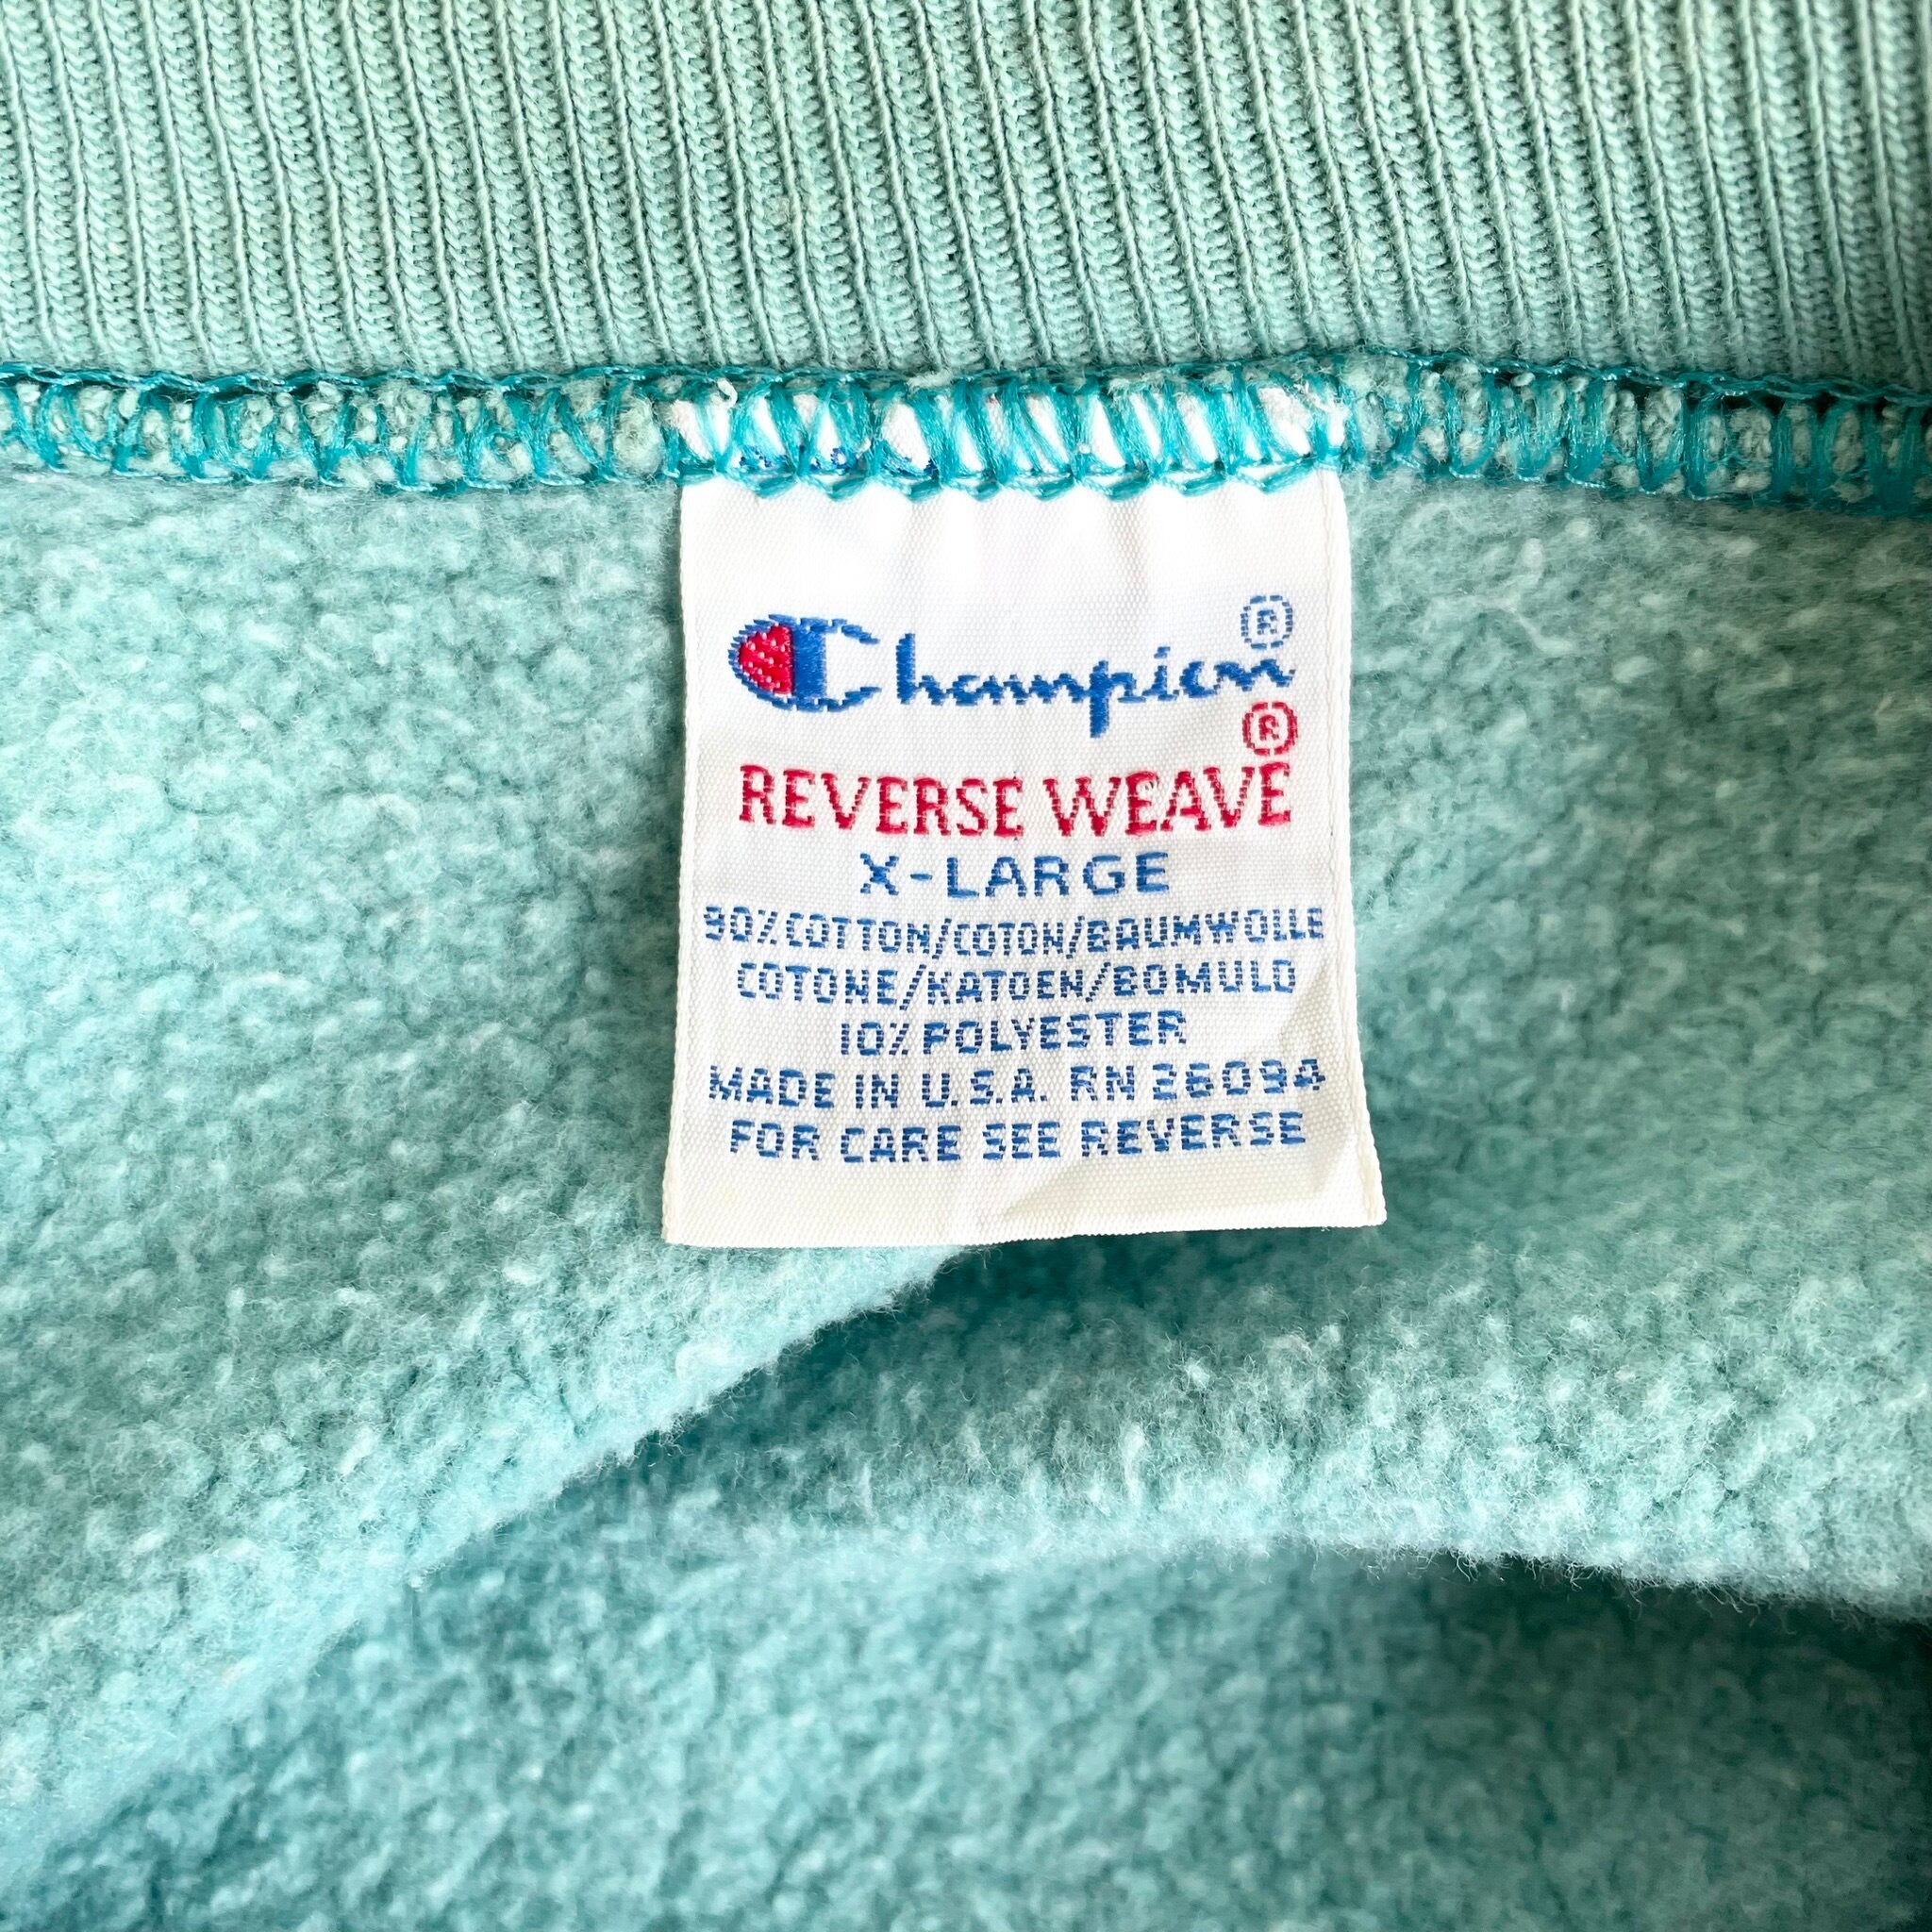 Champion®
REVERSE WEAVE®
X-LARGE
90% COTTON/COTON/BAUMWOLLE
COTONE/KATOEN/BOMULD
10% POLYESTER
MADE IN U.S.A. RN 26094
FOR CARE SEE REVERSE